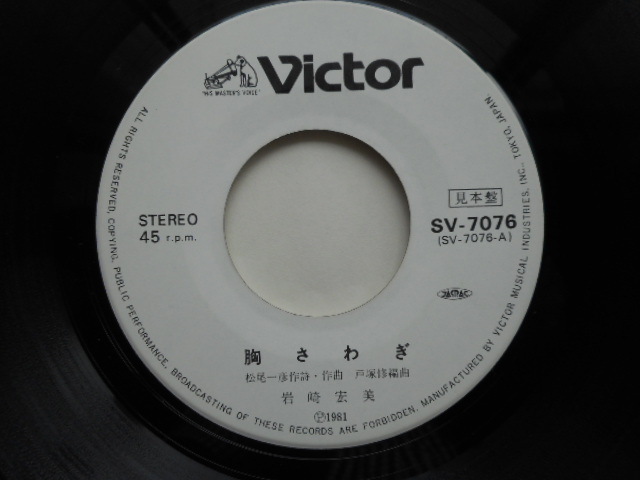 Victor
"HIS MASTER'S VOICE"
見本盤
STEREO
45 r.p.m.
SV-7076
(SV-7076-A)
JASRAC
胸さわぎ
松尾一彦作詩・作曲 戸塚修編曲
岩崎宏美
Ⓟ1981
ALL RIGHTS RESERVED, COPYING, PUBLIC PERFORMANCE, BROADCASTING OF THESE RECORDS ARE FORBIDDEN. MANUFACTURED BY VICTOR MUSICAL INDUSTRIES, INC., TOKYO, JAPAN.